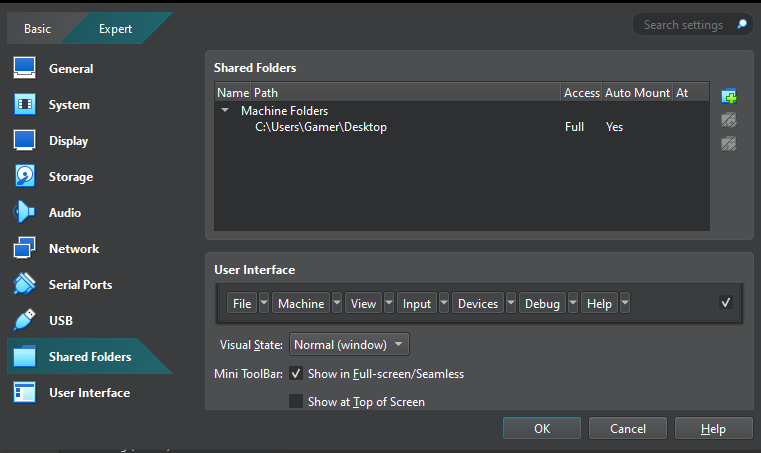 Basic Expert Search settings
General
System
Display
Storage
Audio
Network
Serial Ports
USB
Shared Folders
User Interface
Shared Folders
Name Path Access Auto Mount At
Machine Folders
C:\Users\Gamer\Desktop Full Yes
User Interface
File Machine View Input Devices Debug Help
Visual State: Normal (window)
Mini ToolBar: Show in Full-screen/Seamless
Show at Top of Screen
OK Cancel Help